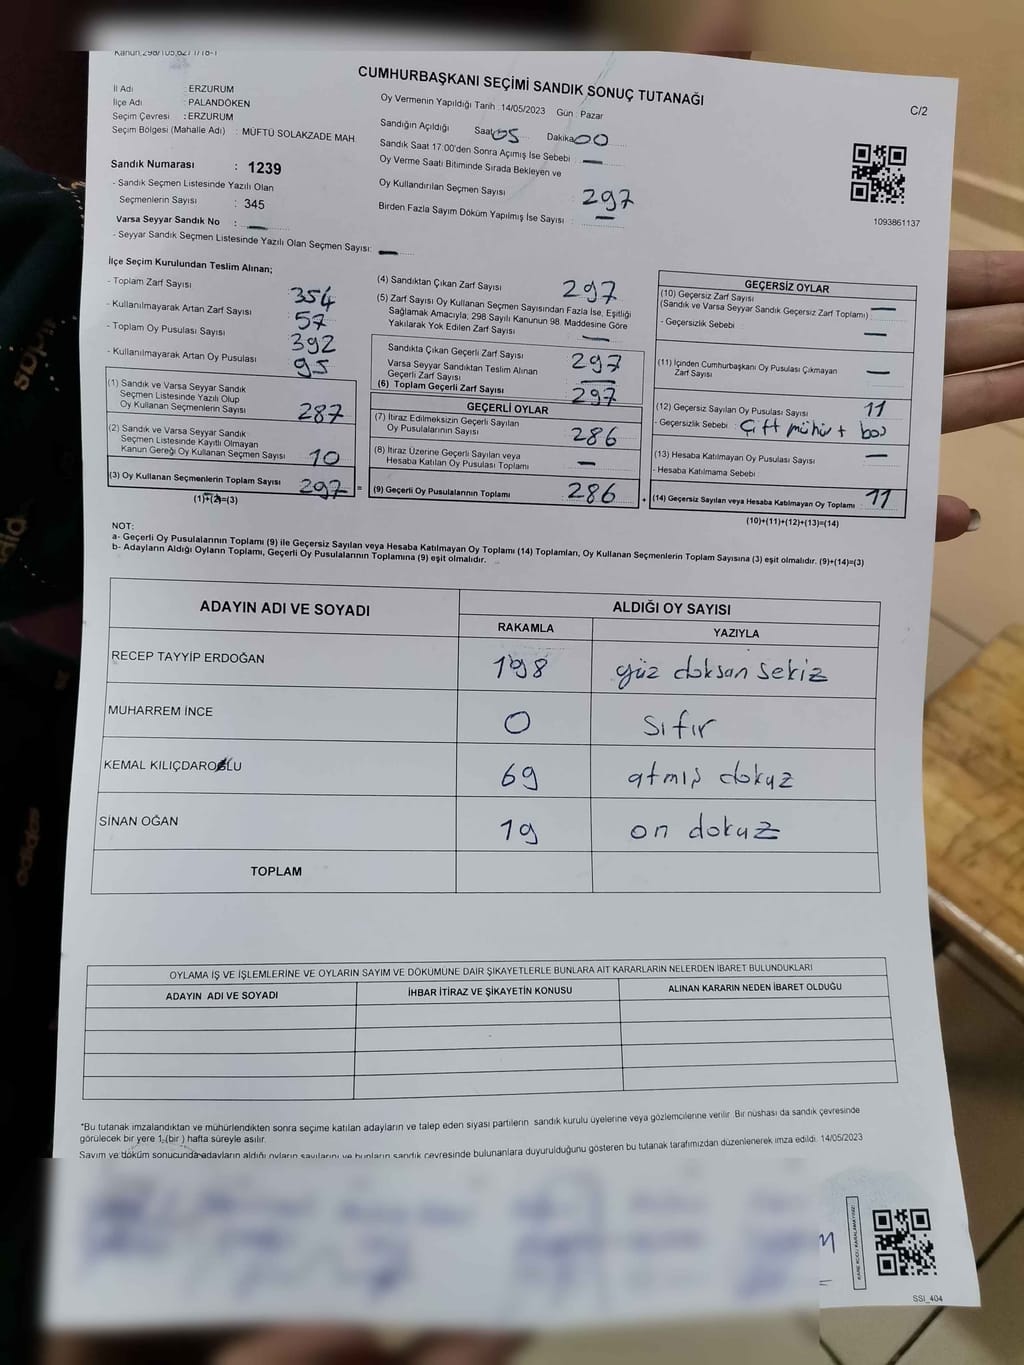 CUMHURBAŞKANI SEÇİMİ SANDIK SONUÇ TUTANAĞI
C/2
İl Adı : ERZURUM
İlçe Adı : PALANDÖKEN
Seçim Çevresi : ERZURUM
Seçim Bölgesi (Mahalle Adı) : MÜFTÜ SOLAKZADE MAH
Sandık Numarası : 1239
- Sandık Seçmen Listesinde Yazılı Olan
Seçmenlerin Sayısı : 345
Varsa Seyyar Sandık No : —
- Seyyar Sandık Seçmen Listesinde Yazılı Olan Seçmen Sayısı: —
Oy Vermenin Yapıldığı Tarih : 14/05/2023 Gün : Pazar
Sandığın Açıldığı Saat 05 Dakika 00
Sandık Saat 17:00'den Sonra Açımış İse Sebebi : —
Oy Verme Saati Bitiminde Sırada Bekleyen ve
Oy Kullandırılan Seçmen Sayısı : 297
Birden Fazla Sayım Döküm Yapılmış İse Sayısı : —
1093861137
İlçe Seçim Kurulundan Teslim Alınan;
- Toplam Zarf Sayısı 354
- Kullanılmayarak Artan Zarf Sayısı 57
- Toplam Oy Pusulası Sayısı 392
- Kullanılmayarak Artan Oy Pusulası 95
(1) Sandık ve Varsa Seyyar Sandık
Seçmen Listesinde Yazılı Olup
Oy Kullanan Seçmenlerin Sayısı 287
(2) Sandık ve Varsa Seyyar Sandık
Seçmen Listesinde Kayıtlı Olmayan
Kanun Gereği Oy Kullanan Seçmen Sayısı 10
(3) Oy Kullanan Seçmenlerin Toplam Sayısı 297
(1)+(2)=(3)
(4) Sandıktan Çıkan Zarf Sayısı 297
(5) Zarf Sayısı Oy Kullanan Seçmen Sayısından Fazla İse, Eşitliği
Sağlamak Amacıyla, 298 Sayılı Kanunun 98. Maddesine Göre
Yakılarak Yok Edilen Zarf Sayısı —
Sandıkta Çıkan Geçerli Zarf Sayısı 297
Varsa Seyyar Sandıktan Teslim Alınan
Geçerli Zarf Sayısı —
(6) Toplam Geçerli Zarf Sayısı 297
GEÇERLİ OYLAR
(7) İtiraz Edilmeksizin Geçerli Sayılan
Oy Pusulalarının Sayısı 286
(8) İtiraz Üzerine Geçerli Sayılan veya
Hesaba Katılan Oy Pusulası Toplamı —
= (9) Geçerli Oy Pusulalarının Toplamı 286
GEÇERSİZ OYLAR
(10) Geçersiz Zarf Sayısı
(Sandık ve Varsa Seyyar Sandık Geçersiz Zarf Toplamı) —
- Geçersizlik Sebebi —
(11) İçinden Cumhurbaşkanı Oy Pusulası Çıkmayan
Zarf Sayısı —
(12) Geçersiz Sayılan Oy Pusulası Sayısı 11
- Geçersizlik Sebebi : Çift mühür + boş
(13) Hesaba Katılmayan Oy Pusulası Sayısı —
- Hesaba Katılmama Sebebi
+ (14) Geçersiz Sayılan veya Hesaba Katılmayan Oy Toplamı 11
(10)+(11)+(12)+(13)=(14)
NOT:
a- Geçerli Oy Pusulalarının Toplamı (9) ile Geçersiz Sayılan veya Hesaba Katılmayan Oy Toplamı (14) Toplamları, Oy Kullanan Seçmenlerin Toplam Sayısına (3) eşit olmalıdır. (9)+(14)=(3)
b- Adayların Aldığı Oyların Toplamı, Geçerli Oy Pusulalarının Toplamına (9) eşit olmalıdır.
ADAYIN ADI VE SOYADI ALDIĞI OY SAYISI
RAKAMLA YAZIYLA
RECEP TAYYİP ERDOĞAN 198 yüz doksan sekiz
MUHARREM İNCE 0 sıfır
KEMAL KILIÇDAROĞLU 69 atmış dokuz
SİNAN OĞAN 19 on dokuz
TOPLAM
OYLAMA İŞ VE İŞLEMLERİNE VE OYLARIN SAYIM VE DÖKÜMÜNE DAİR ŞİKAYETLERLE BUNLARA AİT KARARLARIN NELERDEN İBARET BULUNDUKLARI
ADAYIN ADI VE SOYADI İHBAR İTİRAZ VE ŞİKAYETİN KONUSU ALINAN KARARIN NEDEN İBARET OLDUĞU
*Bu tutanak imzalandıktan ve mühürlendikten sonra seçime katılan adayların ve talep eden siyasi partilerin sandık kurulu üyelerine veya gözlemcilerine verilir. Bir nüshası da sandık çevresinde
görülecek bir yere 1 (bir ) hafta süreyle asılır.
Sayım ve döküm sonucunda adayların aldığı oyların sayılarını ve bunların sandık çevresinde bulunanlara duyurulduğunu gösteren bu tutanak tarafımızdan düzenlenerek imza edildi. 14/05/2023
SSI_404
adidas